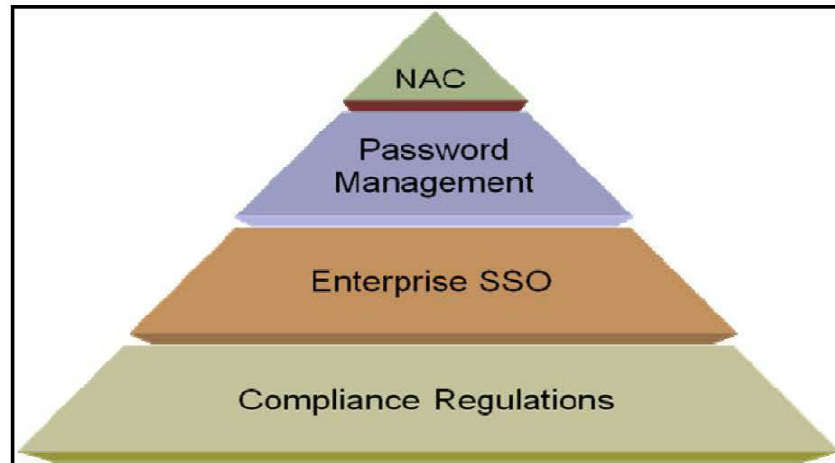 NAC
Password
Management
Enterprise SSO
Compliance Regulations